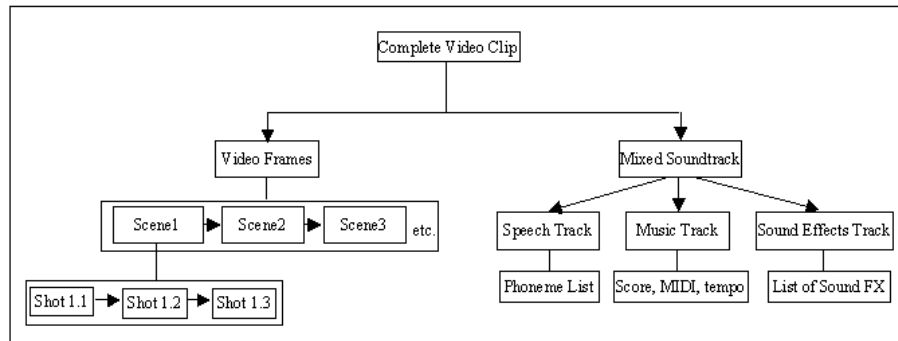 Complete Video Clip
Video Frames
Mixed Soundtrack
Scene1
Scene2
Scene3
etc.
Speech Track
Music Track
Sound Effects Track
Shot 1.1
Shot 1.2
Shot 1.3
Phoneme List
Score, MIDI, tempo
List of Sound FX